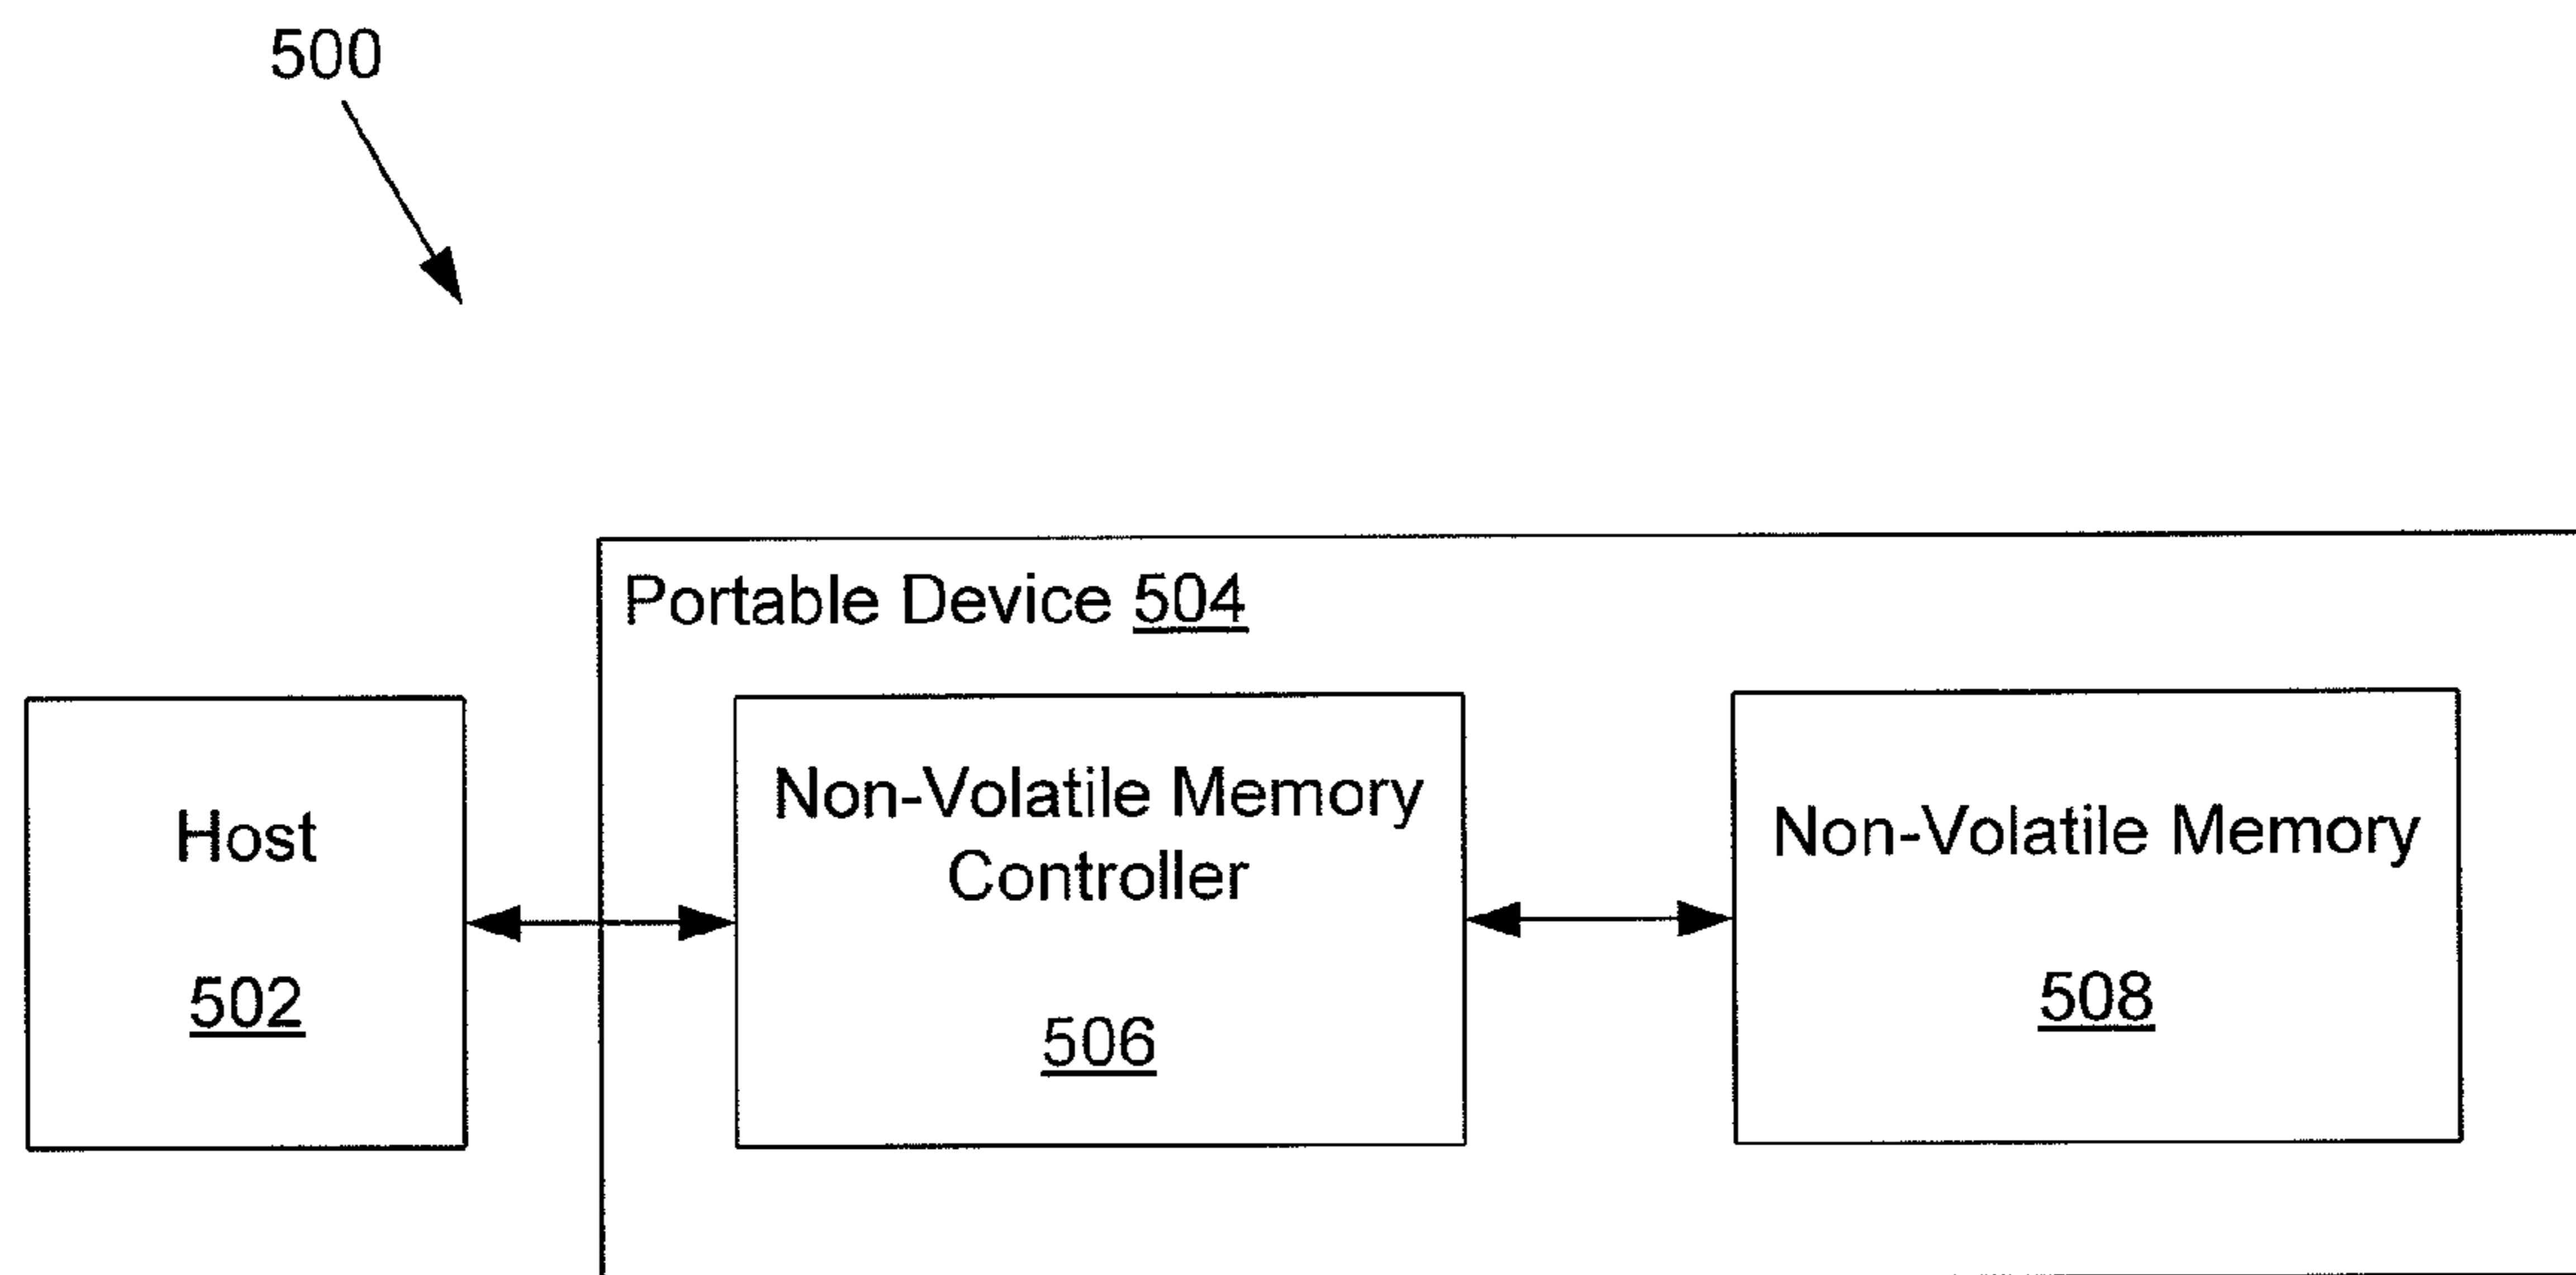 500
Portable Device 504
Host
502
Non-Volatile Memory
Controller
506
Non-Volatile Memory
508